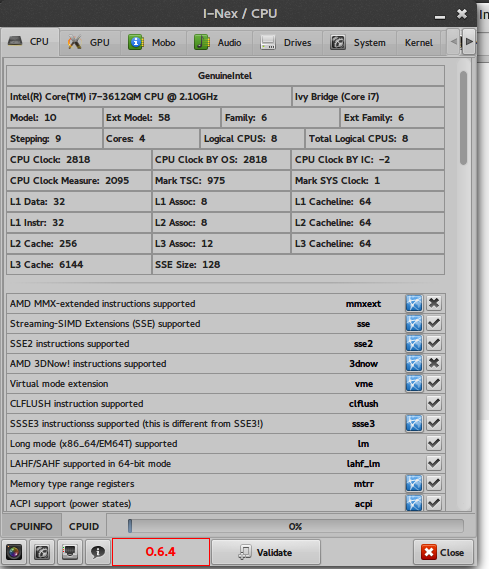 I-Nex / CPU
In
CPU GPU Mobo Audio Drives System Kernel
GenuineIntel
Intel(R) Core(TM) i7-3612QM CPU @ 2.10GHz Ivy Bridge (Core i7)
Model: 10 Ext Model: 58 Family: 6 Ext Family: 6
Stepping: 9 Cores: 4 Logical CPUS: 8 Total Logical CPUS: 8
CPU Clock: 2818 CPU Clock BY OS: 2818 CPU Clock BY IC: -2
CPU Clock Measure: 2095 Mark TSC: 975 Mark SYS Clock: 1
L1 Data: 32 L1 Assoc: 8 L1 Cacheline: 64
L1 Instr: 32 L2 Assoc: 8 L2 Cacheline: 64
L2 Cache: 256 L3 Assoc: 12 L3 Cacheline: 64
L3 Cache: 6144 SSE Size: 128
AMD MMX-extended instructions supported mmxext
Streaming-SIMD Extensions (SSE) supported sse
SSE2 instructions supported sse2
AMD 3DNow! instructions supported 3dnow
Virtual mode extension vme
CLFLUSH instruction supported clflush
SSSE3 instructionss supported (this is different from SSE3!) ssse3
Long mode (x86_64/EM64T) supported lm
LAHF/SAHF supported in 64-bit mode lahf_lm
Memory type range registers mtrr
ACPI support (power states) acpi
CPUINFO CPUID 0%
0.6.4 Validate Close